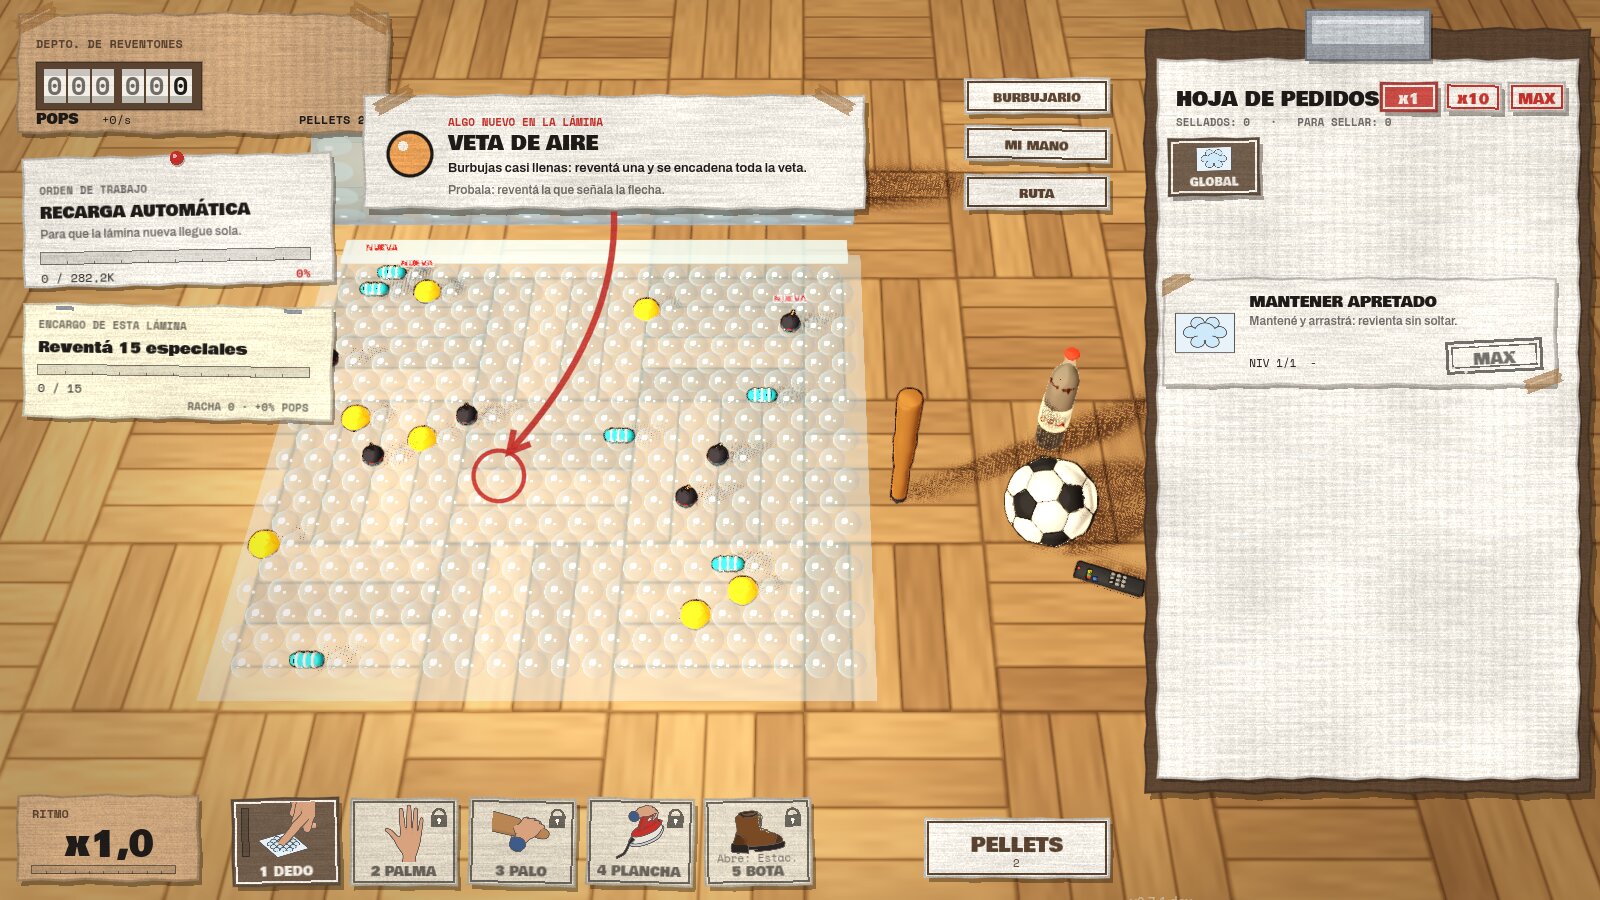 DEPTO. DE REVENTONES
000 000
POPS +0/s PELLETS 2
ORDEN DE TRABAJO
RECARGA AUTOMÁTICA
Para que la lámina nueva llegue sola.
0 / 282,2K 0%
ENCARGO DE ESTA LÁMINA
Reventá 15 especiales
0 / 15
RACHA 0 · +0% POPS
ALGO NUEVO EN LA LÁMINA
VETA DE AIRE
Burbujas casi llenas: reventá una y se encadena toda la veta.
Probala: reventá la que señala la flecha.
NUEVA
NUEVA
NUEVA
BURBUJARIO
MI MANO
RUTA
HOJA DE PEDIDOS x1 x10 MAX
SELLADOS: 0 · PARA SELLAR: 0
GLOBAL
MANTENER APRETADO
Mantené y arrastrá: revienta sin soltar.
NIV 1/1 -
MAX
RITMO
x1,0
1 DEDO
2 PALMA
3 PALO
4 PLANCHA
Abre: Estac.
5 BOTA
PELLETS
2